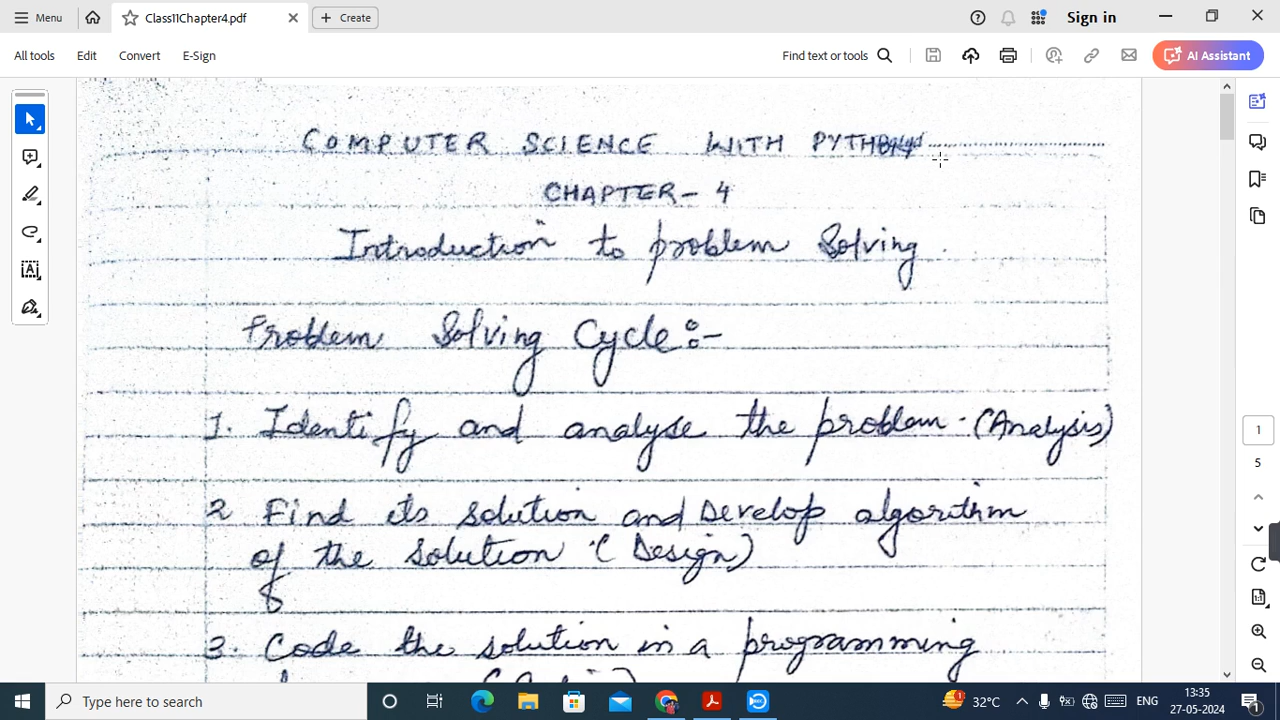 Menu
Class11Chapter4.pdf
Create
Sign in
All tools
Edit
Convert
E-Sign
Find text or tools
AI Assistant
COMPUTER SCIENCE WITH PYTHON
CHAPTER - 4
Introduction to problem Solving.
Problem Solving Cycle :-
1. Identify and analyse the problem. (Analysis)
2 Find its solution and Develop algorithm
of the solution. (Design)
3. Code the solution in a programming
1
5
Type here to search
1
32°C
ENG
13:35
27-05-2024
1